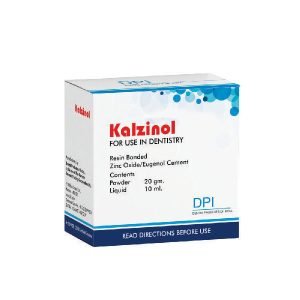 DPI
Kalzinol
FOR USE IN DENTISTRY
Resin Bonded
Zinc Oxide/Eugenol Cement
Contents
Powder 20 gm.
Liquid 10 ml.
DPI
READ DIRECTIONS BEFORE USE